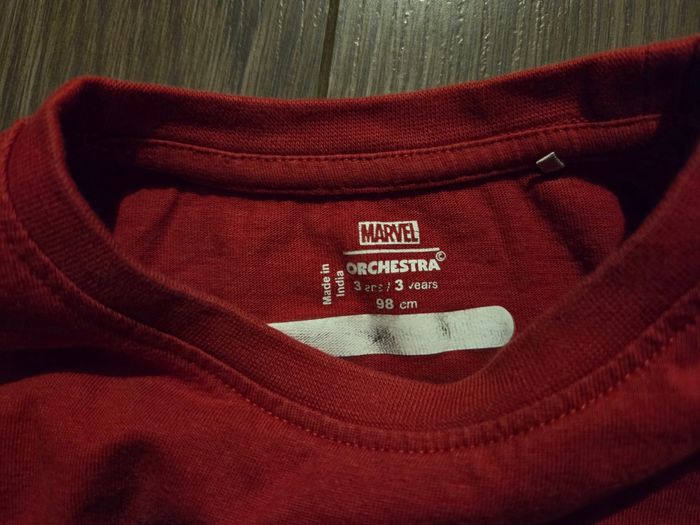 MARVEL
ORCHESTRA©
3 ans / 3 years
98 cm
Made in
India